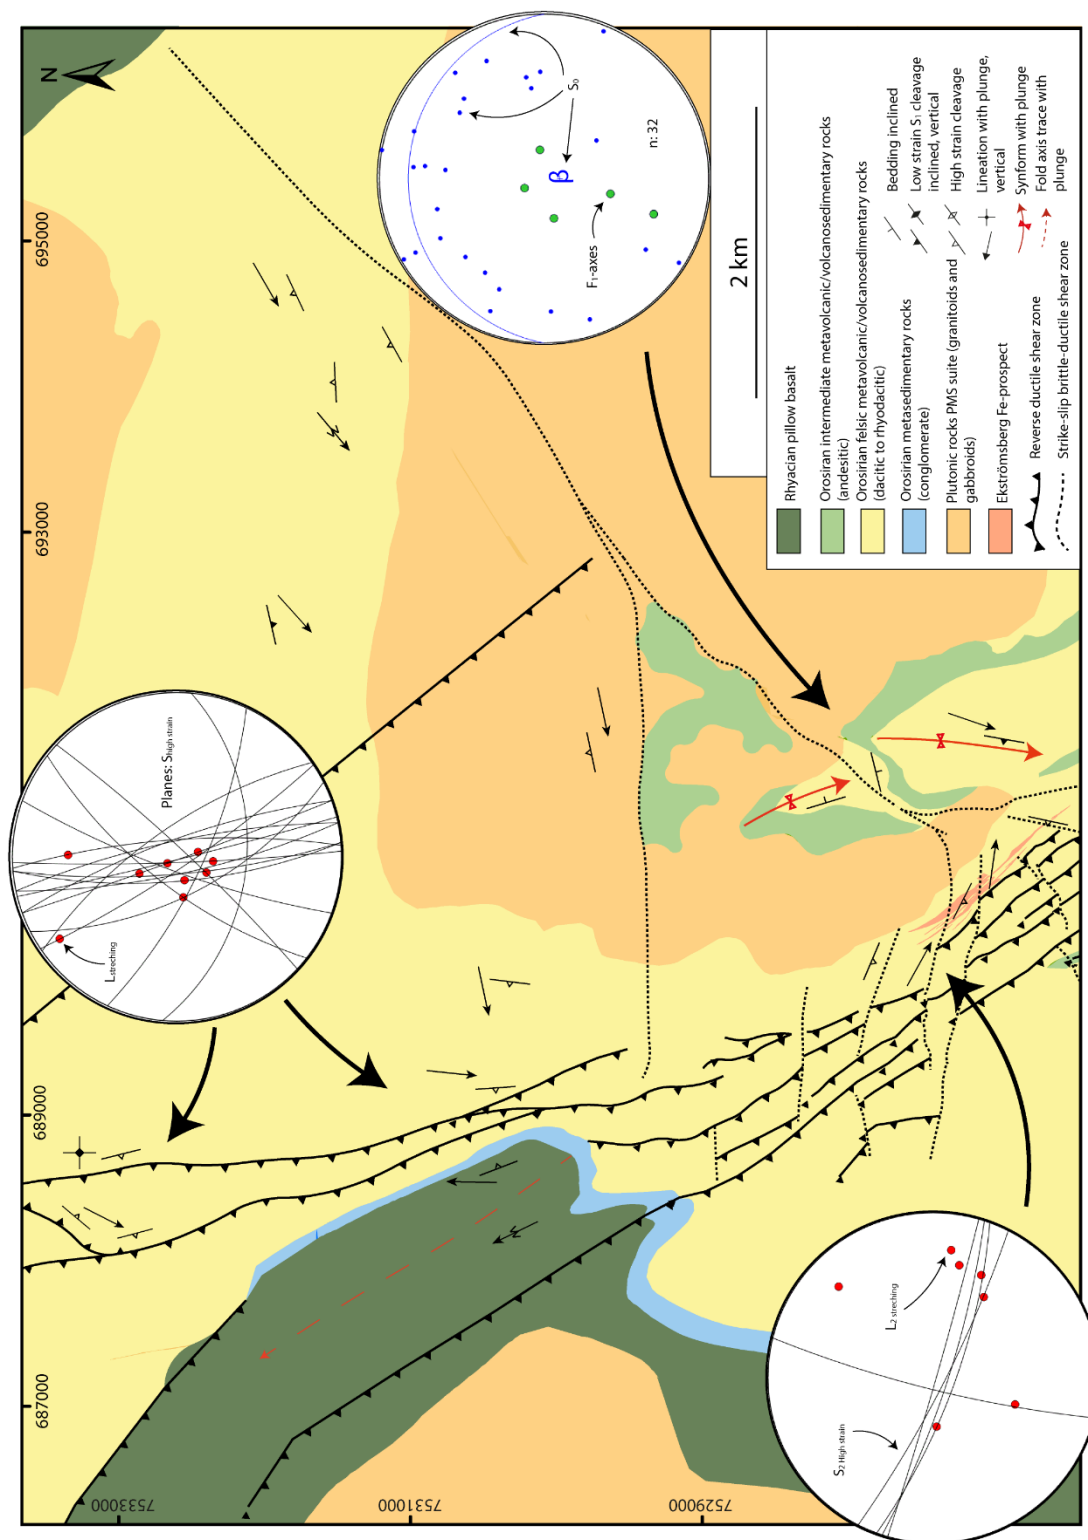 N
695000
693000
689000
687000
7533000
7531000
7529000
S0
β
n: 32
F1-axes
Planes: Shigh strain
Lstreching
L2 streching
S2 High strain
2 km
Rhyacian pillow basalt
Orosiran intermediate metavolcanic/volcanosedimentary rocks
(andesitic)
Orosirian felsic metavolcanic/volcanosedimentary rocks
(dacitic to rhyodacitic)
Orosirian metasedimentary rocks
(conglomerate)
Plutonic rocks PMS suite (granitoids and
gabbroids)
Ekströmsberg Fe-prospect
Reverse ductile shear zone
Strike-slip brittle-ductile shear zone
Bedding inclined
Low strain S1 cleavage
inclined, vertical
High strain cleavage
Lineation with plunge,
vertical
Synform with plunge
Fold axis trace with
plunge